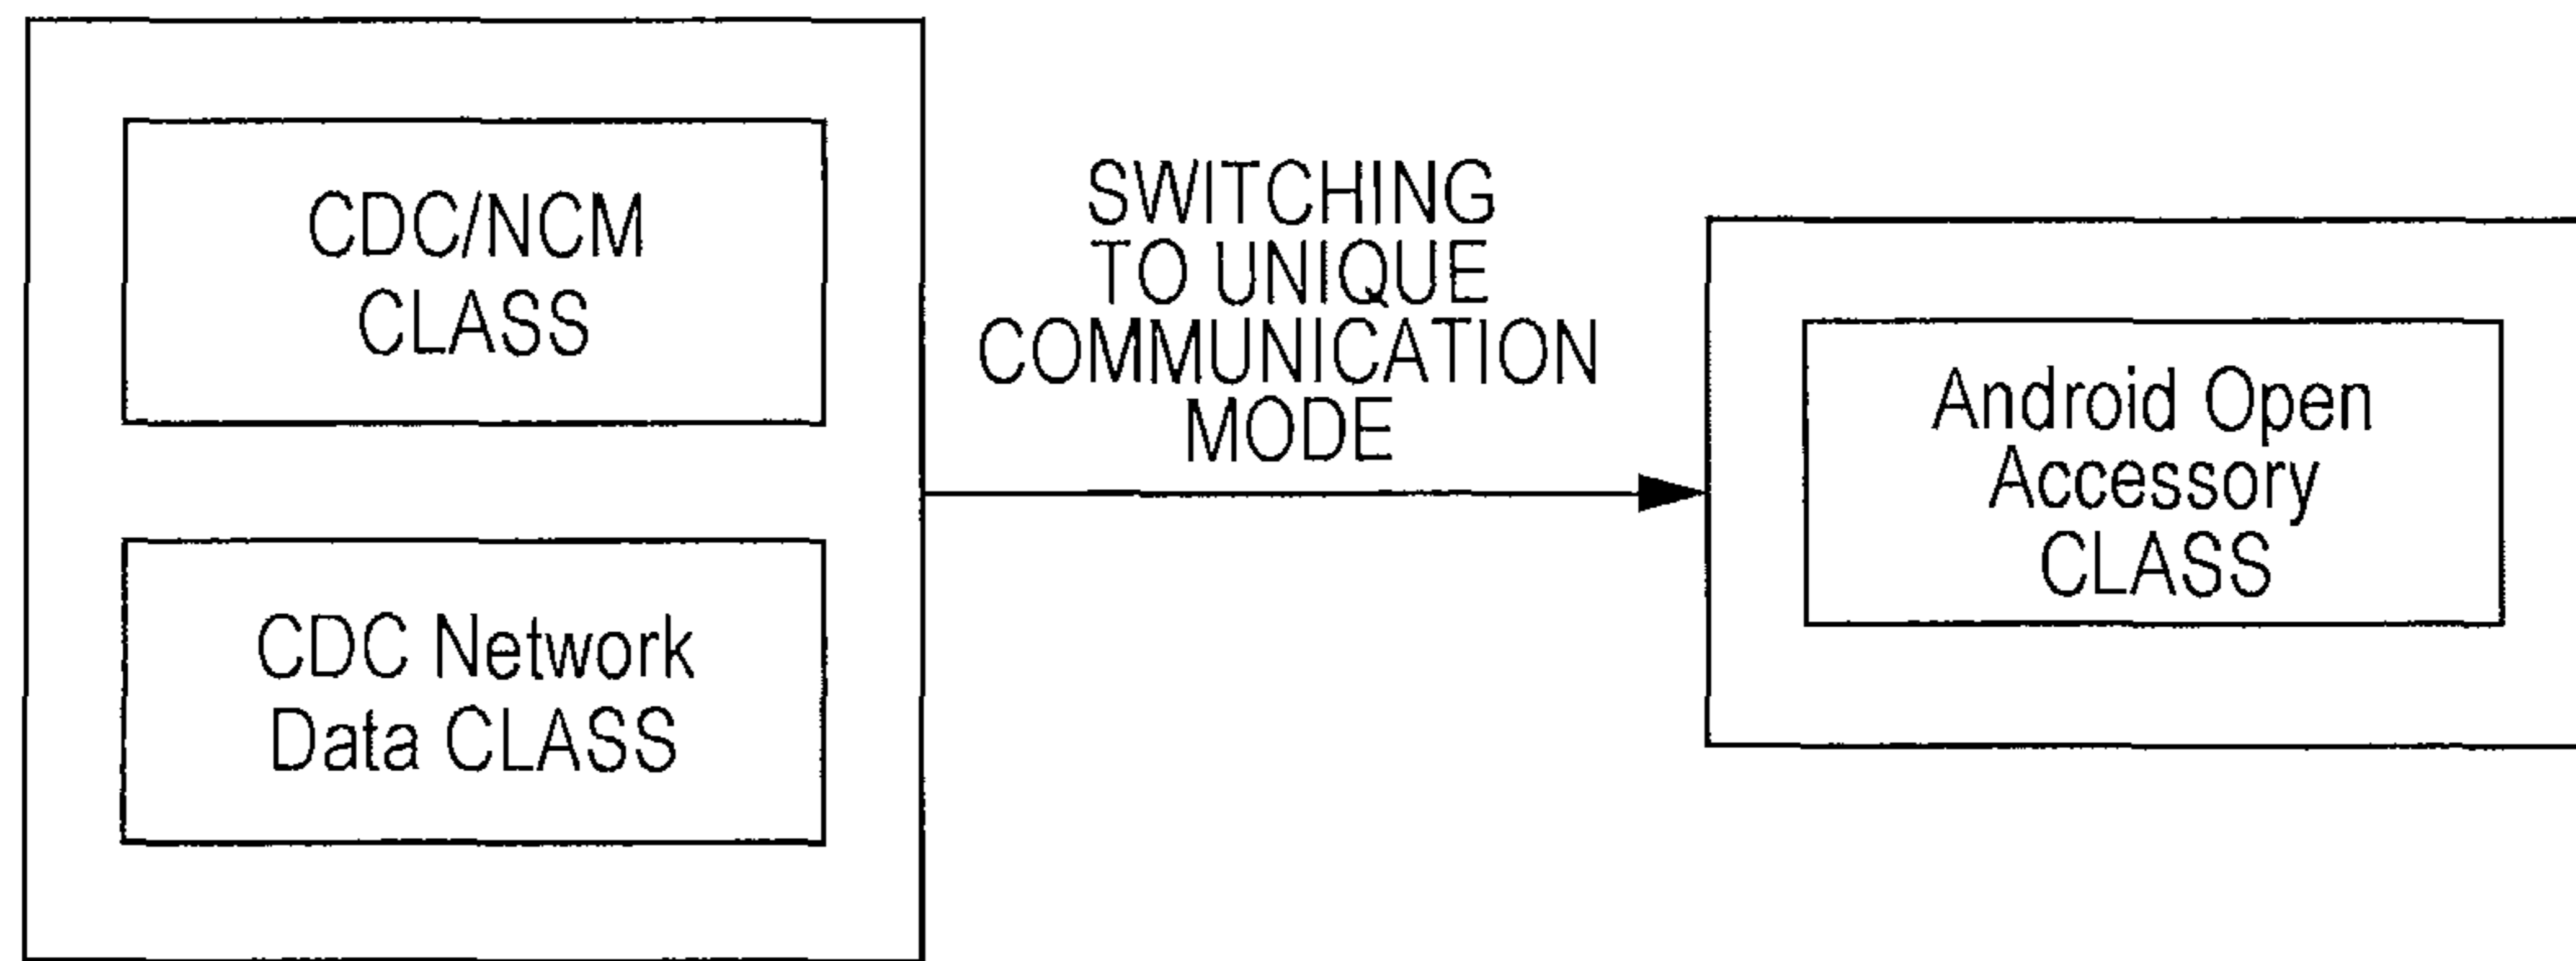 CDC/NCM
CLASS
CDC Network
Data CLASS
SWITCHING
TO UNIQUE
COMMUNICATION
MODE
Android Open
Accessory
CLASS